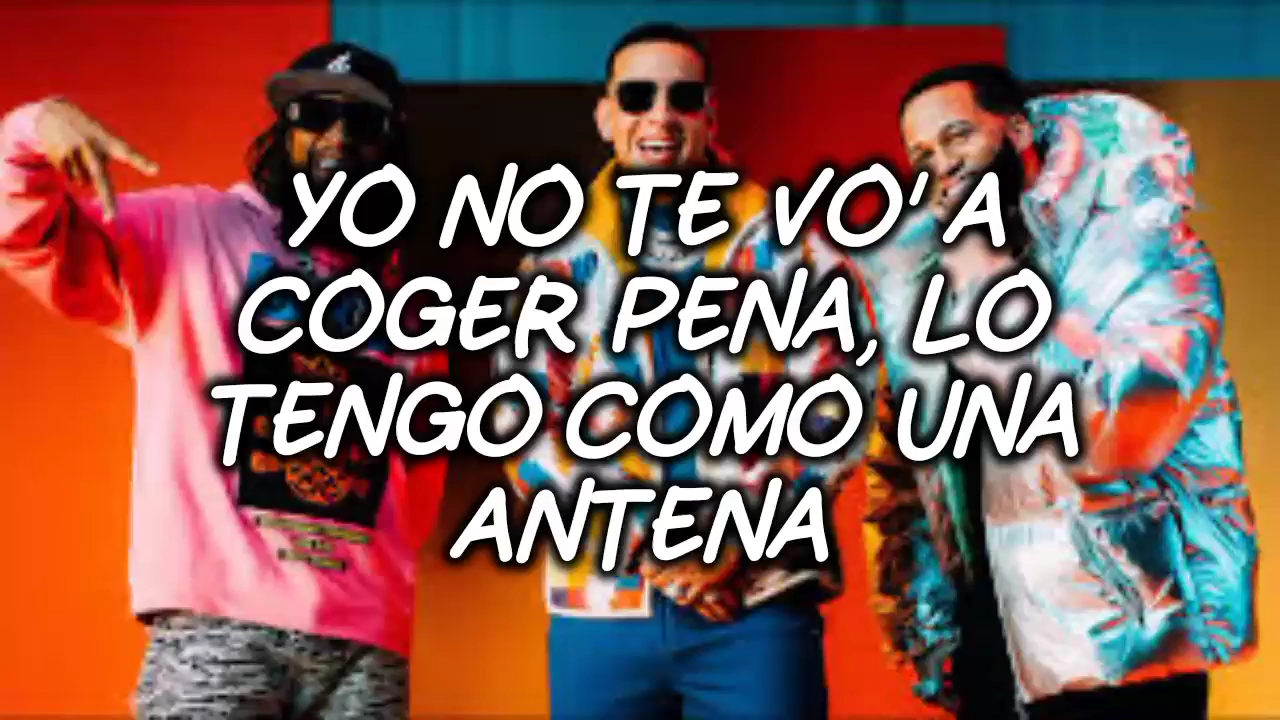 YO NO TE VO' A
COGER PENA, LO
TENGO COMO UNA
ANTENA